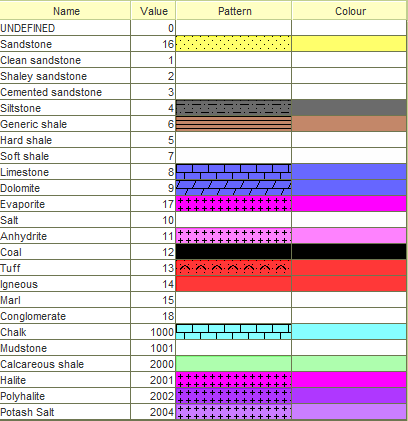 Name Value Pattern Colour
UNDEFINED 0
Sandstone 16
Clean sandstone 1
Shaley sandstone 2
Cemented sandstone 3
Siltstone 4
Generic shale 6
Hard shale 5
Soft shale 7
Limestone 8
Dolomite 9
Evaporite 17
Salt 10
Anhydrite 11
Coal 12
Tuff 13
Igneous 14
Marl 15
Conglomerate 18
Chalk 1000
Mudstone 1001
Calcareous shale 2000
Halite 2001
Polyhalite 2002
Potash Salt 2004